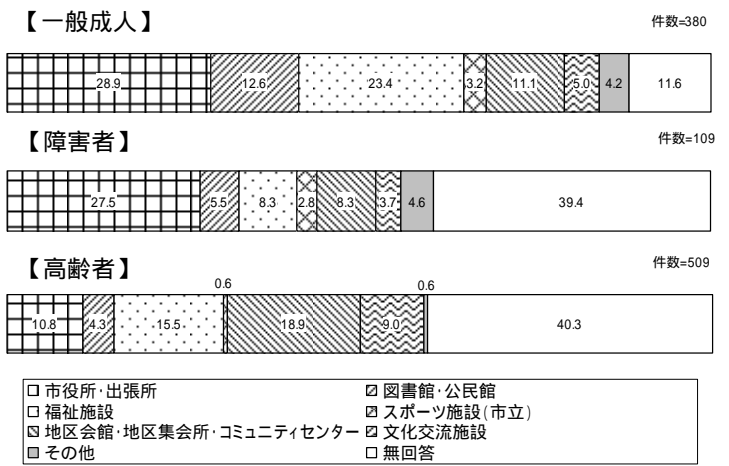 【一般成人】 件数=380
28.9 12.6 23.4 3.2 11.1 5.0 4.2 11.6
【障害者】 件数=109
27.5 5.5 8.3 2.8 8.3 3.7 4.6 39.4
【高齢者】 件数=509
0.6 0.6
10.8 4.3 15.5 18.9 9.0 40.3
市役所・出張所 図書館・公民館
福祉施設 スポーツ施設(市立)
地区会館・地区集会所・コミュニティセンター 文化交流施設
その他 無回答